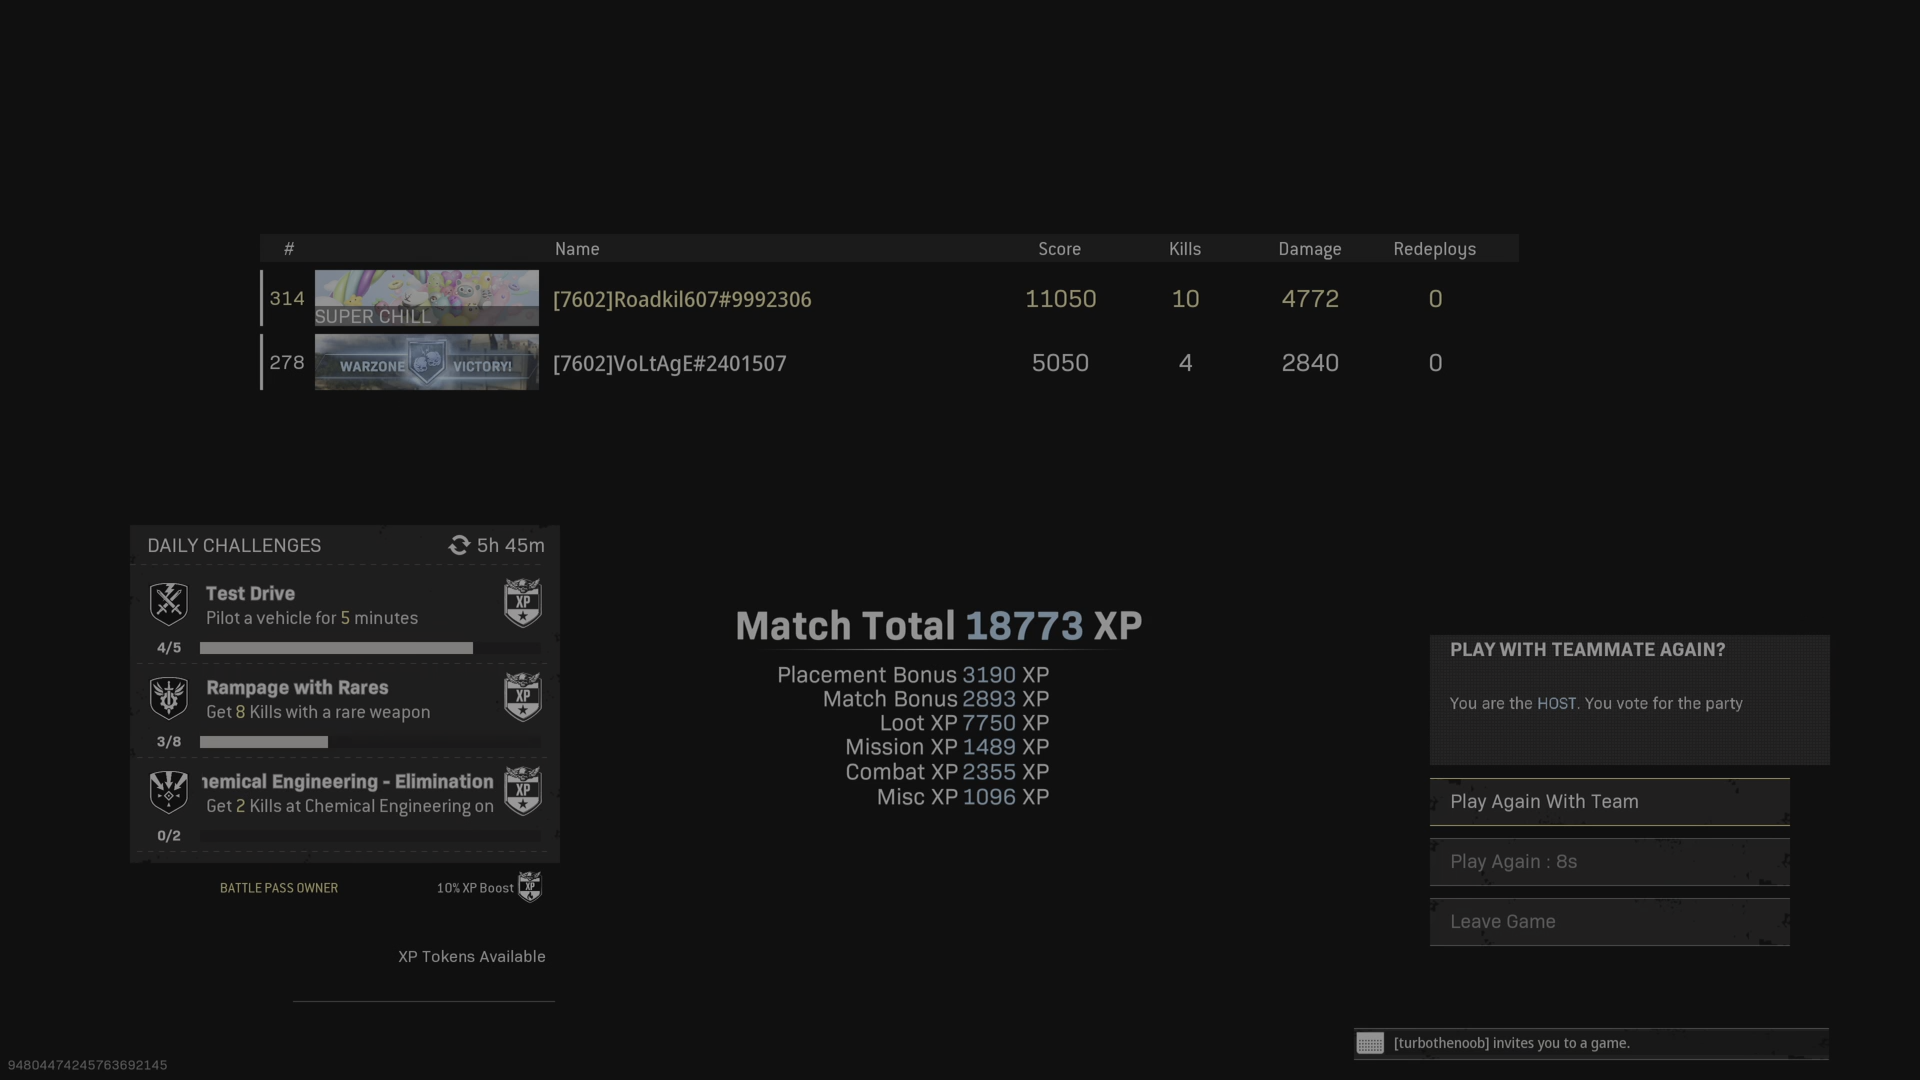 # Name Score Kills Damage Redeploys
314 SUPER CHILL [7602]Roadkil607#9992306 11050 10 4772 0
278 WARZONE VICTORY! [7602]VoLtAgE#2401507 5050 4 2840 0
DAILY CHALLENGES 5h 45m
Test Drive
Pilot a vehicle for 5 minutes
XP
4/5
Rampage with Rares
Get 8 Kills with a rare weapon
XP
3/8
hemical Engineering - Elimination
Get 2 Kills at Chemical Engineering on
XP
0/2
BATTLE PASS OWNER 10% XP Boost XP
XP Tokens Available
Match Total 18773 XP
Placement Bonus 3190 XP
Match Bonus 2893 XP
Loot XP 7750 XP
Mission XP 1489 XP
Combat XP 2355 XP
Misc XP 1096 XP
PLAY WITH TEAMMATE AGAIN?
You are the HOST. You vote for the party
Play Again With Team
Play Again : 8s
Leave Game
[turbothenoob] invites you to a game.
94804474245763692145